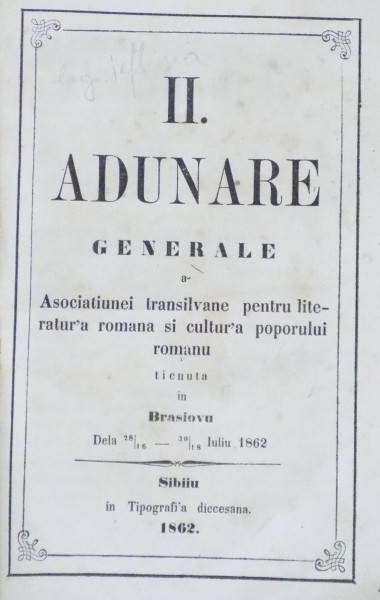 II.
ADUNARE
GENERALE
a-
Asociatiunei transilvane pentru lite-
ratur'a romana si cultur'a poporului
romanu
tienuta
in
Brasiovu
Dela 28/16 — 30/18 Iuliu 1862
Sibiiu
in Tipografi'a diccesana.
1862.